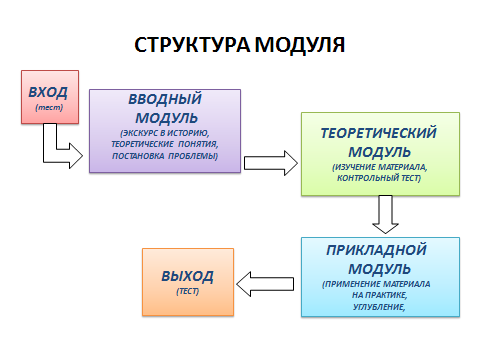 СТРУКТУРА МОДУЛЯ
ВХОД
(тест)
ВВОДНЫЙ
МОДУЛЬ
(ЭКСКУРС В ИСТОРИЮ,
ТЕОРЕТИЧЕСКИЕ ПОНЯТИЯ,
ПОСТАНОВКА ПРОБЛЕМЫ)
ТЕОРЕТИЧЕСКИЙ
МОДУЛЬ
(ИЗУЧЕНИЕ МАТЕРИАЛА,
КОНТРОЛЬНЫЙ ТЕСТ)
ПРИКЛАДНОЙ
МОДУЛЬ
(ПРИМЕНЕНИЕ МАТЕРИАЛА
НА ПРАКТИКЕ,
УГЛУБЛЕНИЕ,
ВЫХОД
(ТЕСТ)